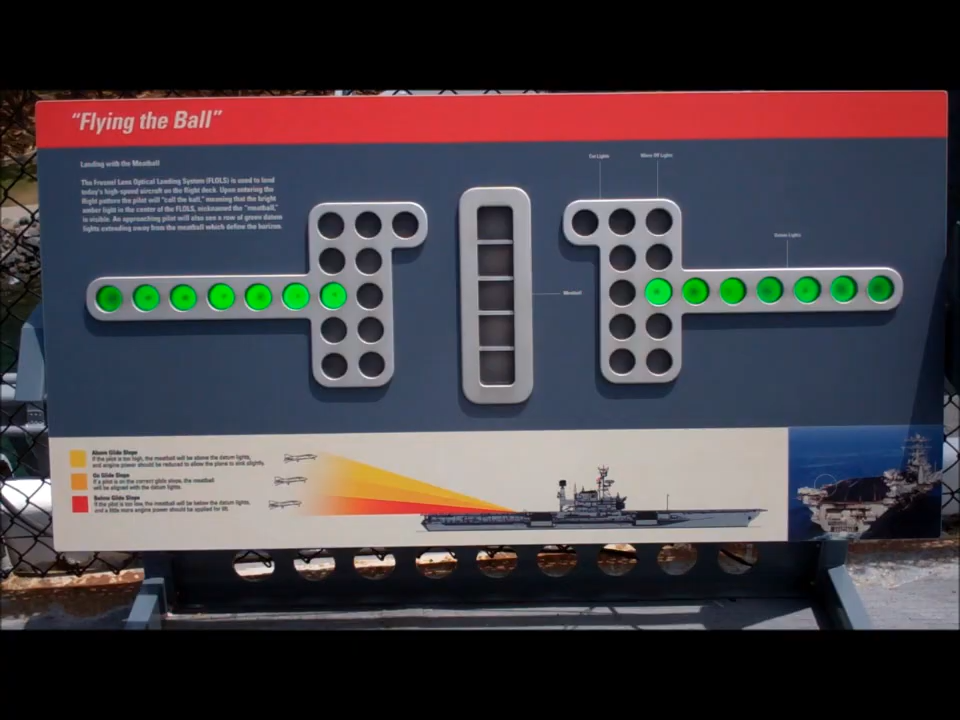 "Flying the Ball"
Landing with the Meatball
The Fresnel Lens Optical Landing System (FLOLS) is used to land
today's high-speed aircraft on the flight deck. Upon entering the
flight pattern the pilot will "call the ball," meaning that the bright
amber light in the center of the FLOLS, nicknamed the "meatball,"
is visible. An approaching pilot will also see a row of green datum
lights extending away from the meatball which define the horizon.
Cut Lights
Wave Off Lights
Datum Lights
Meatball
Above Glide Slope
If the pilot is too high, the meatball will be above the datum lights,
and engine power should be reduced to allow the plane to sink slightly.
On Glide Slope
If a pilot is on the correct glide slope, the meatball
will be aligned with the datum lights.
Below Glide Slope
If the pilot is too low, the meatball will be below the datum lights,
and a little more engine power should be applied for lift.